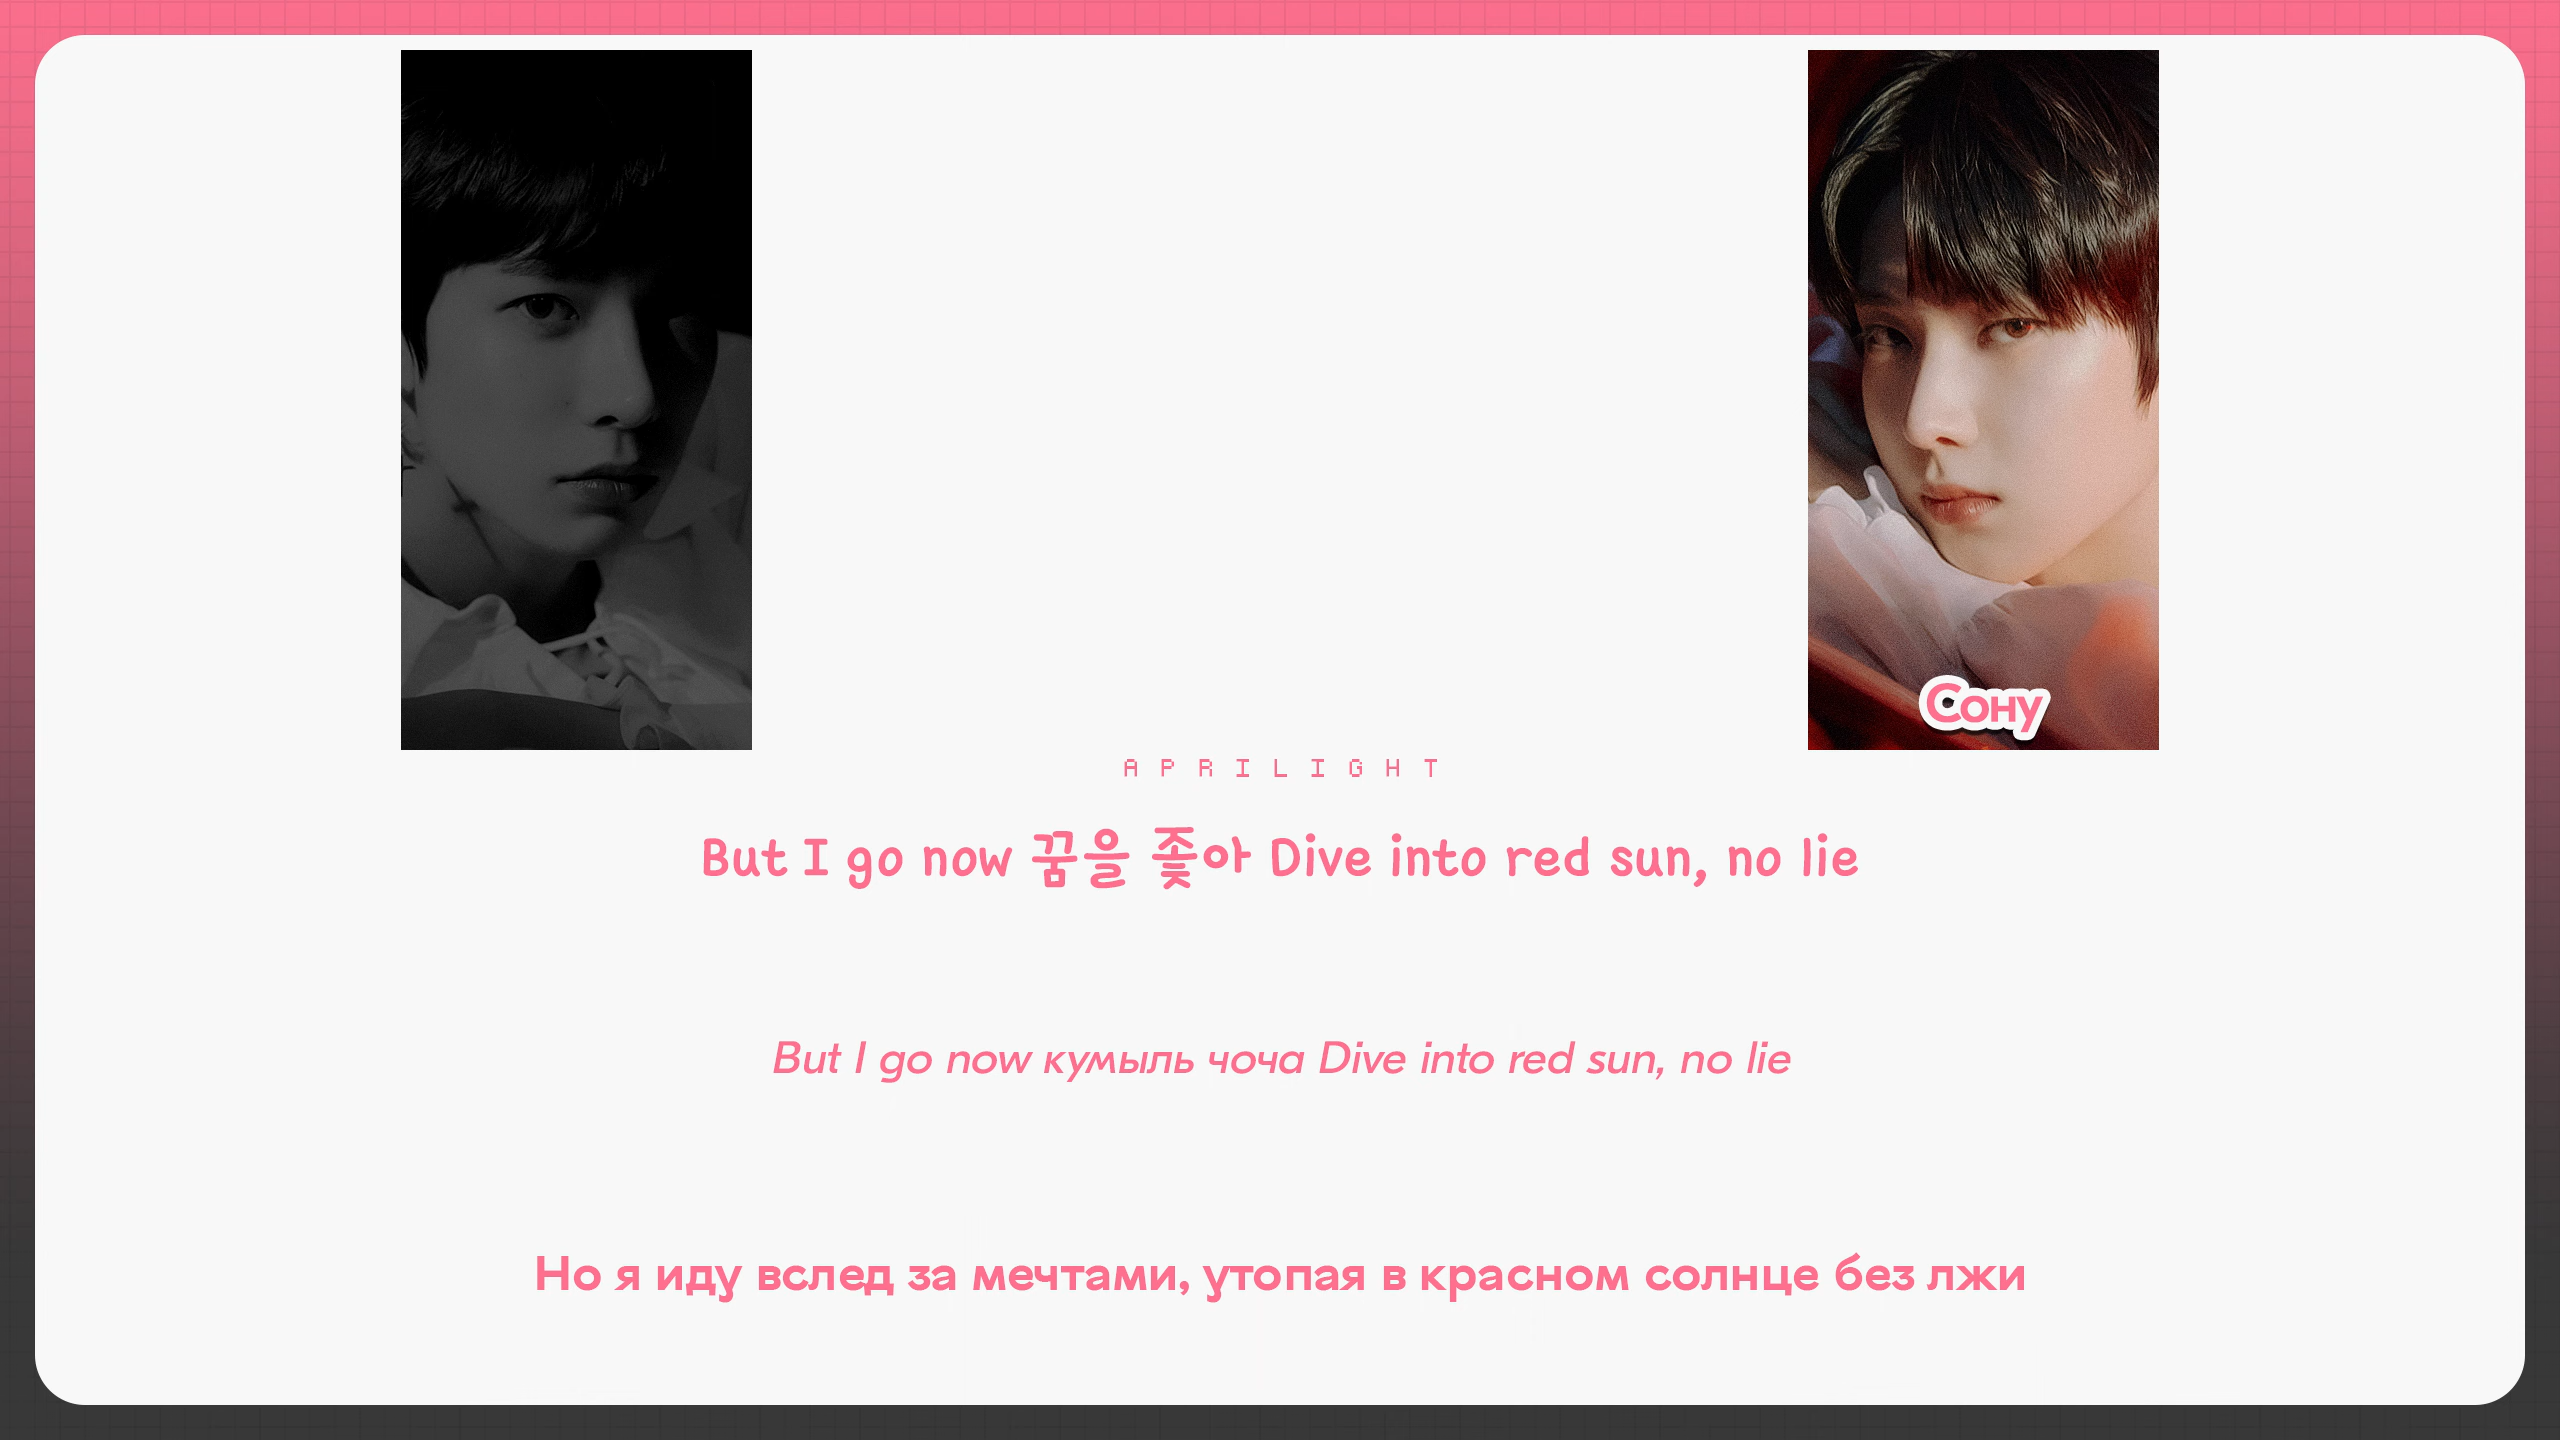 Сону
APRILIGHT
But I go now 꿈을 좇아 Dive into red sun, no lie
But I go now кумыль чоча Dive into red sun, no lie
Но я иду вслед за мечтами, утопая в красном солнце без лжи